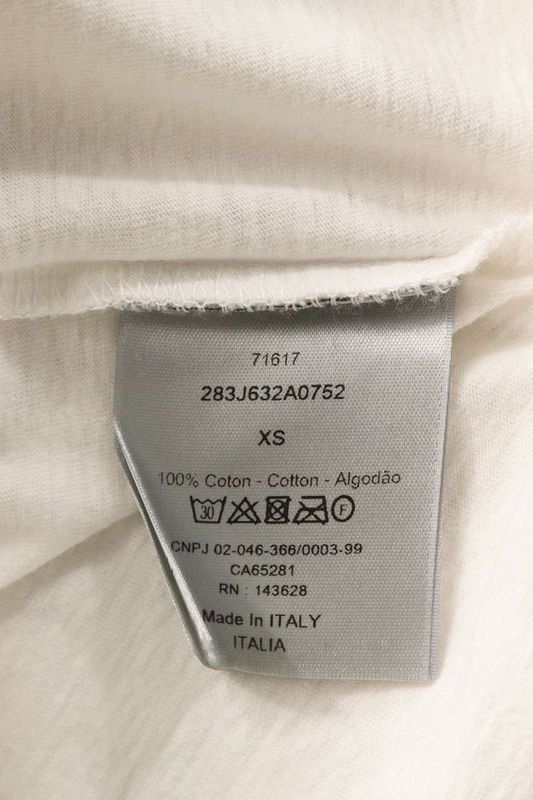 71617
283J632A0752
XS
100% Coton - Cotton - Algodão
30 F
CNPJ 02-046-366/0003-99
CA65281
RN : 143628
Made In ITALY
ITALIA